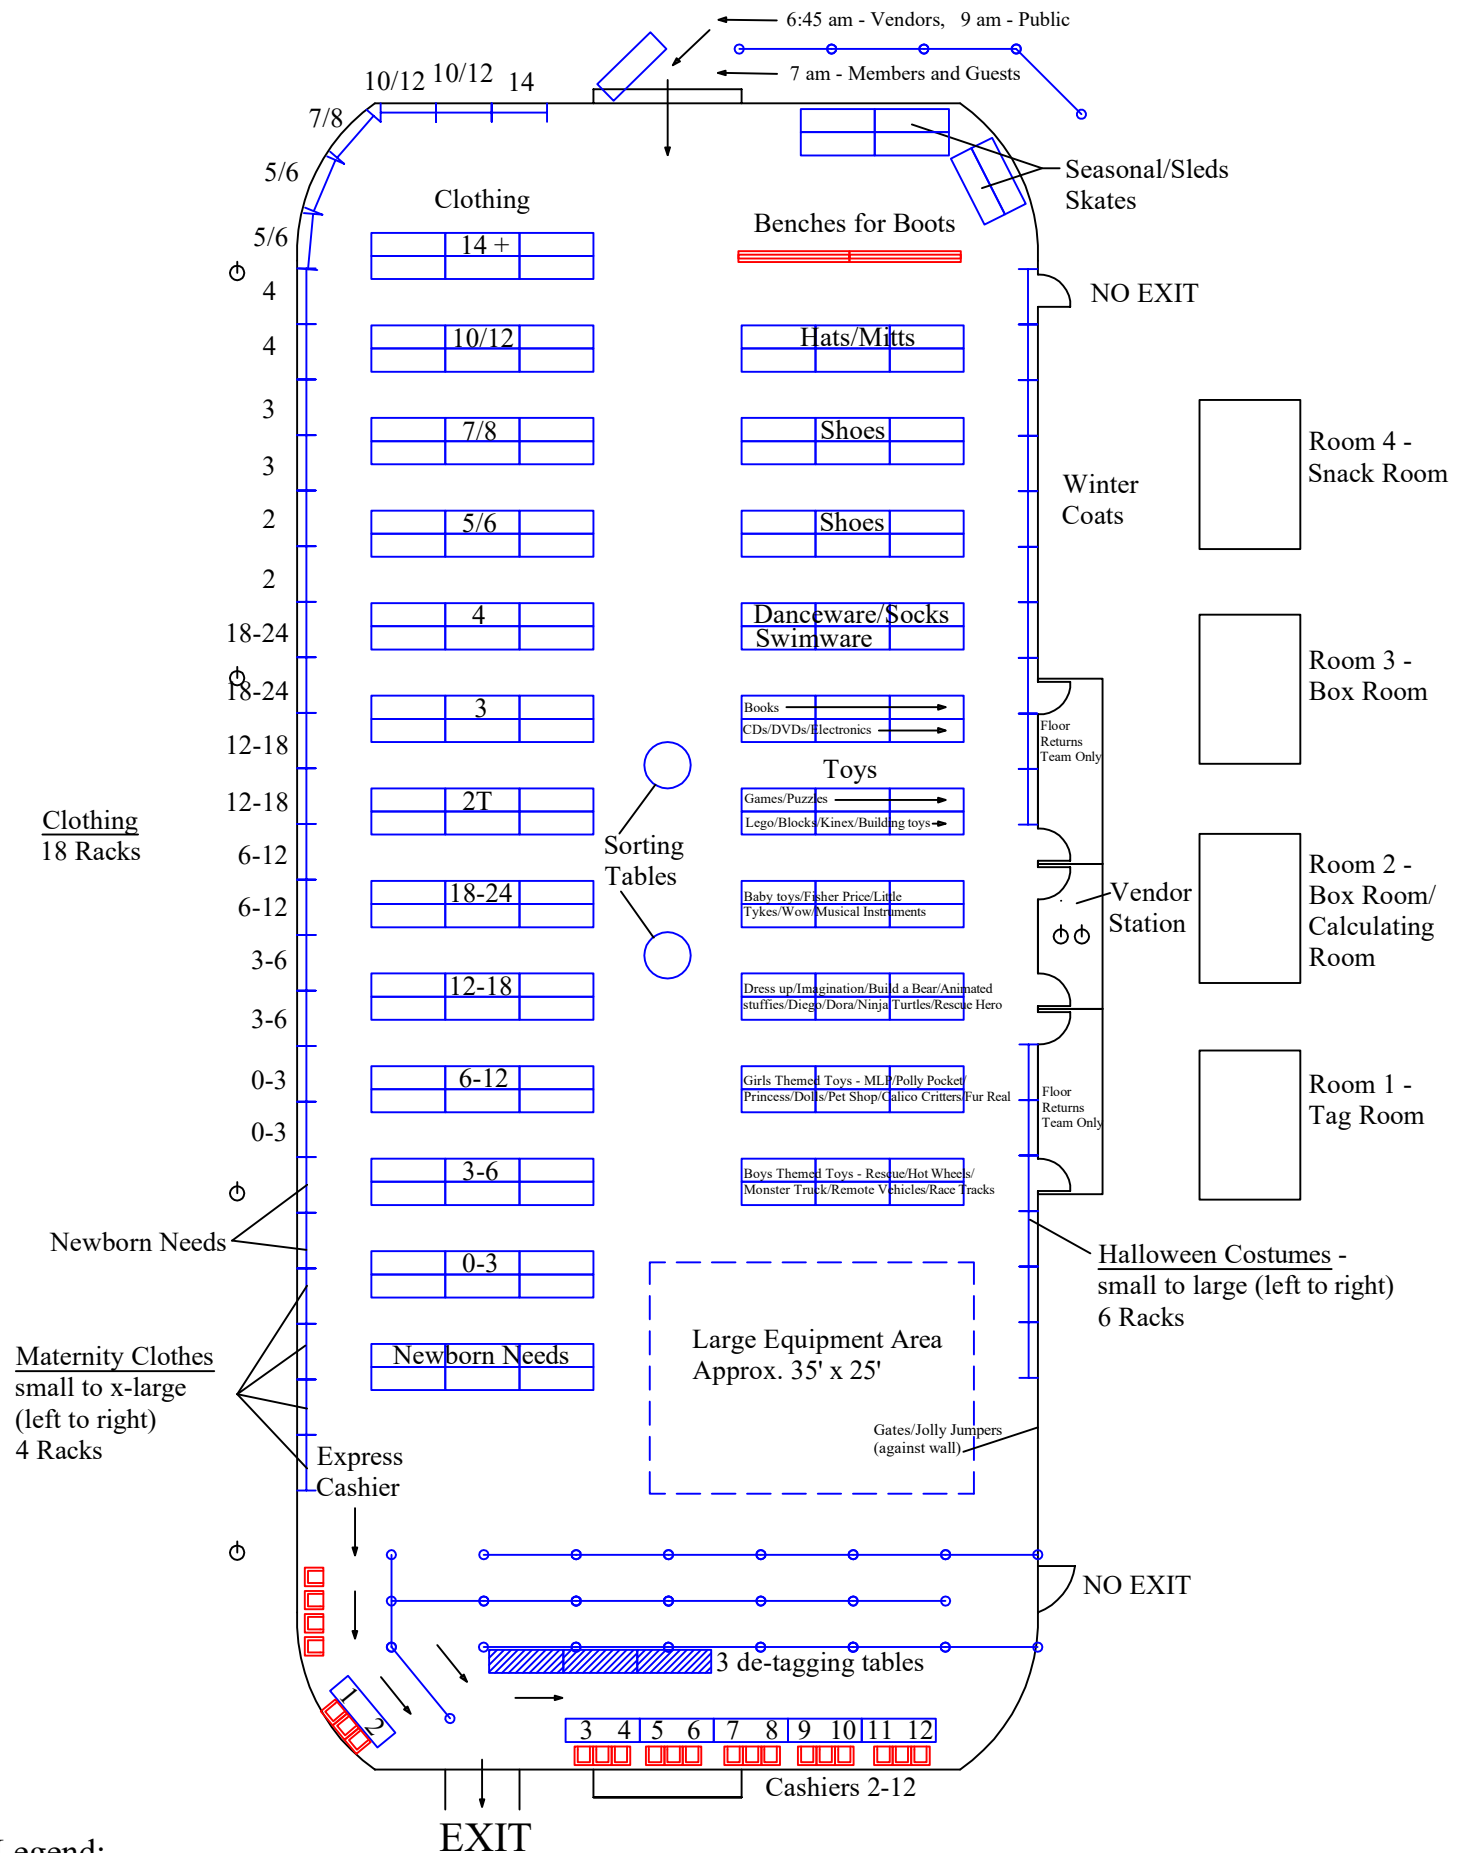 6:45 am - Vendors, 9 am - Public
7 am - Members and Guests
10/12
10/12
14
7/8
5/6
5/6
4
4
3
3
2
2
18-24
18-24
12-18
12-18
6-12
6-12
3-6
3-6
0-3
0-3
Clothing
18 Racks
Newborn Needs
Maternity Clothes
small to x-large
(left to right)
4 Racks
Clothing
14 +
10/12
7/8
5/6
4
3
2T
18-24
12-18
6-12
3-6
0-3
Newborn Needs
Sorting
Tables
Seasonal/Sleds
Skates
Benches for Boots
Hats/Mitts
Shoes
Shoes
Danceware/Socks
Swimware
Books
CDs/DVDs/Electronics
Toys
Games/Puzzles
Lego/Blocks/Kinex/Building toys
Baby toys/Fisher Price/Little
Tykes/Wow/Musical Instruments
Dress up/Imagination/Build a Bear/Animated
stuffies/Diego/Dora/Ninja Turtles/Rescue Hero
Girls Themed Toys - MLP/Polly Pocket/
Princess/Dolls/Pet Shop/Calico Critters/Fur Real
Boys Themed Toys - Rescue/Hot Wheels/
Monster Truck/Remote Vehicles/Race Tracks
Large Equipment Area
Approx. 35' x 25'
Gates/Jolly Jumpers
(against wall)
NO EXIT
Winter
Coats
Floor
Returns
Team Only
Vendor
Station
Floor
Returns
Team Only
Halloween Costumes -
small to large (left to right)
6 Racks
Room 4 -
Snack Room
Room 3 -
Box Room
Room 2 -
Box Room/
Calculating
Room
Room 1 -
Tag Room
Express
Cashier
NO EXIT
3 de-tagging tables
1
2
3 4 5 6 7 8 9 10 11 12
Cashiers 2-12
EXIT
Legend: